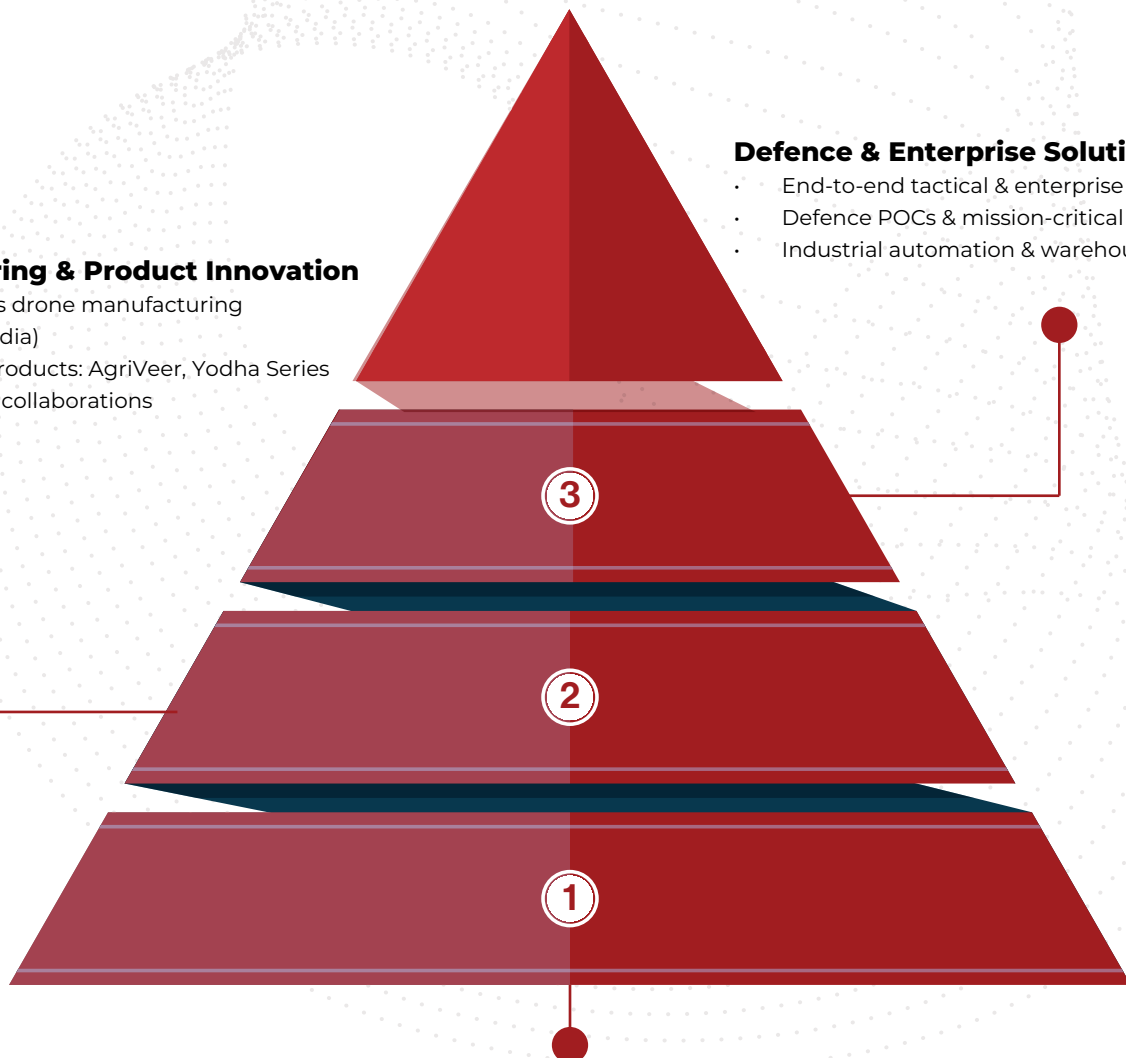 Defence & Enterprise Soluti
• End-to-end tactical & enterprise
• Defence POCs & mission-critical
• Industrial automation & warehou
ring & Product Innovation
s drone manufacturing
dia)
roducts: AgriVeer, Yodha Series
collaborations
3
2
1